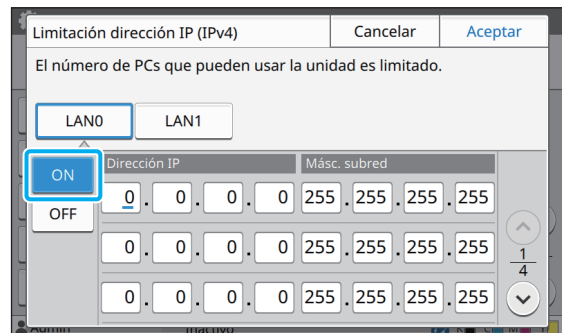 Limitación dirección IP (IPv4) Cancelar Aceptar
El número de PCs que pueden usar la unidad es limitado.
LAN0 LAN1
ON Dirección IP Másc. subred
0 . 0 . 0 . 0 255 . 255 . 255 . 255
OFF
0 . 0 . 0 . 0 255 . 255 . 255 . 255
1
4
0 . 0 . 0 . 0 255 . 255 . 255 . 255
Admin Inactivo